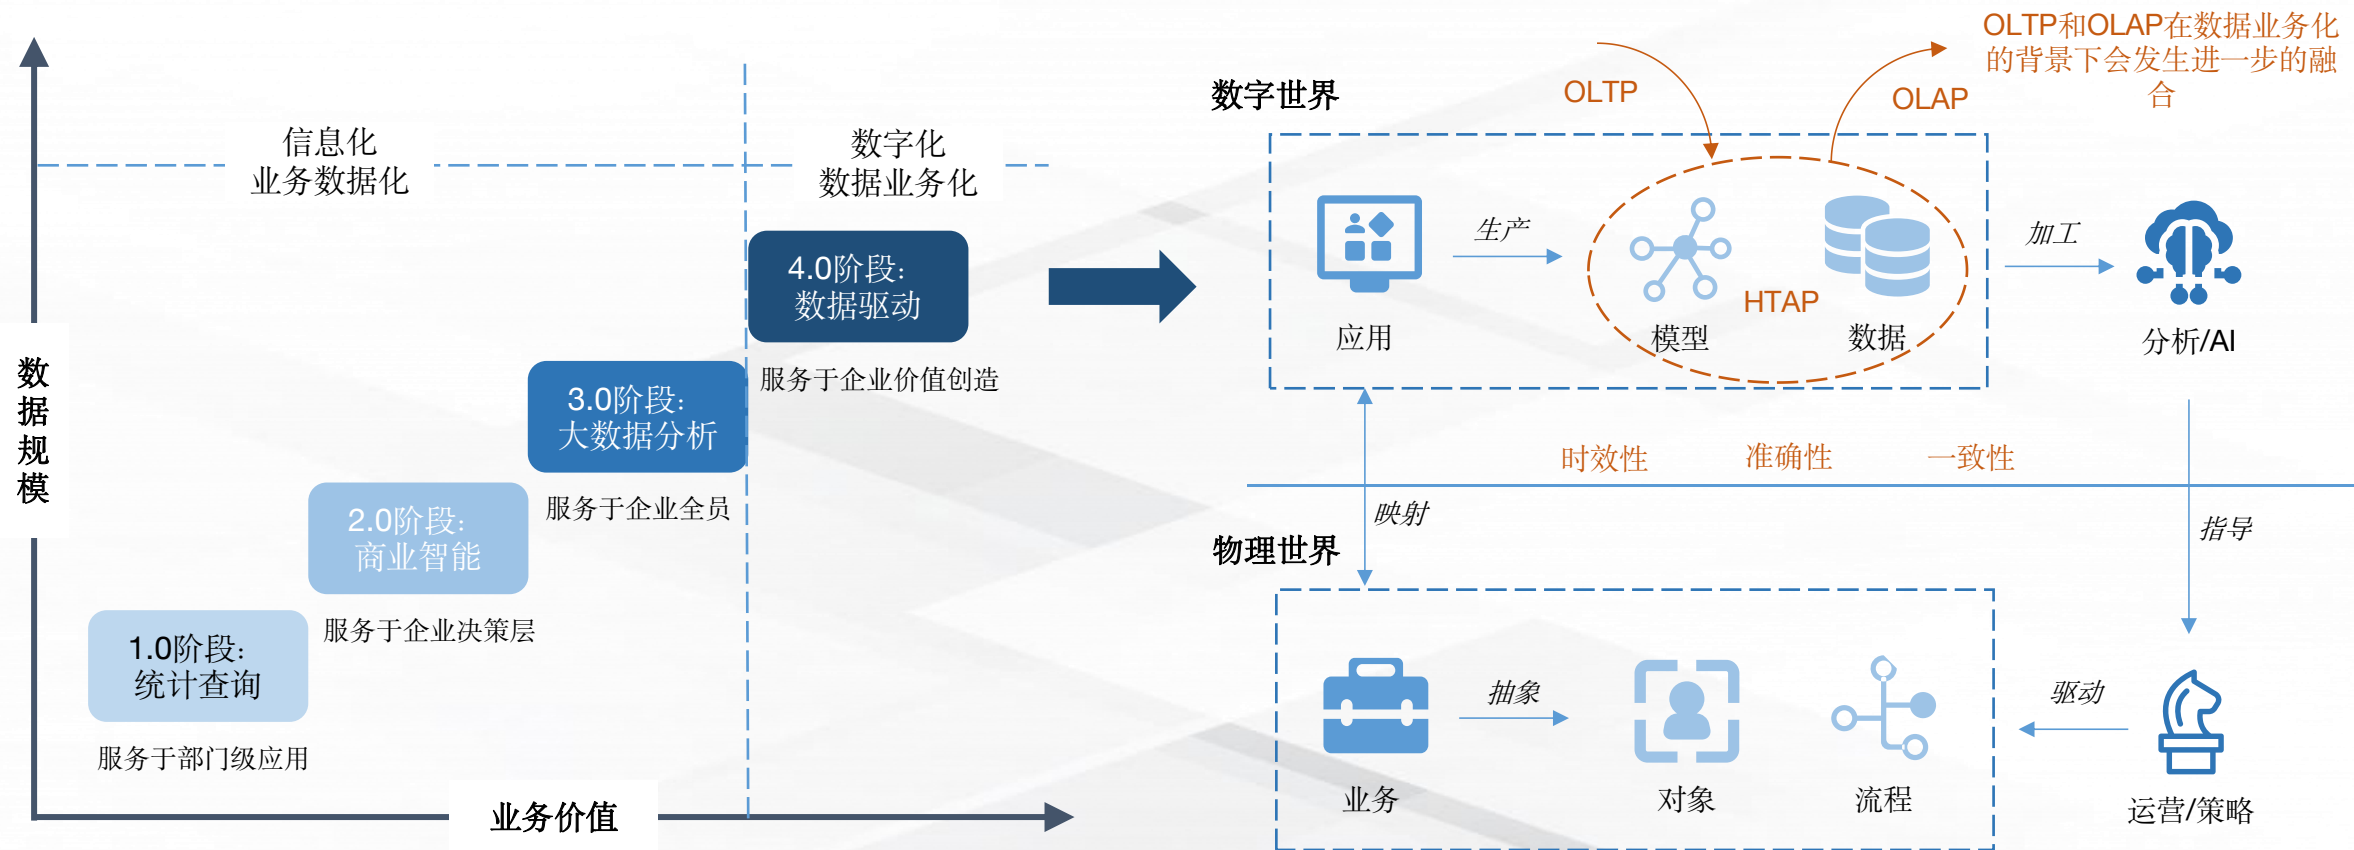 信息化
业务数据化
数字化
数据业务化
4.0阶段：
数据驱动
服务于企业价值创造
3.0阶段：
大数据分析
服务于企业全员
2.0阶段：
商业智能
服务于企业决策层
1.0阶段：
统计查询
服务于部门级应用
数
据
规
模
业务价值
OLTP和OLAP在数据业务化
的背景下会发生进一步的融
合
数字世界
OLTP
OLAP
生产
加工
HTAP
应用
模型
数据
分析/AI
时效性
准确性
一致性
映射
指导
物理世界
抽象
驱动
业务
对象
流程
运营/策略